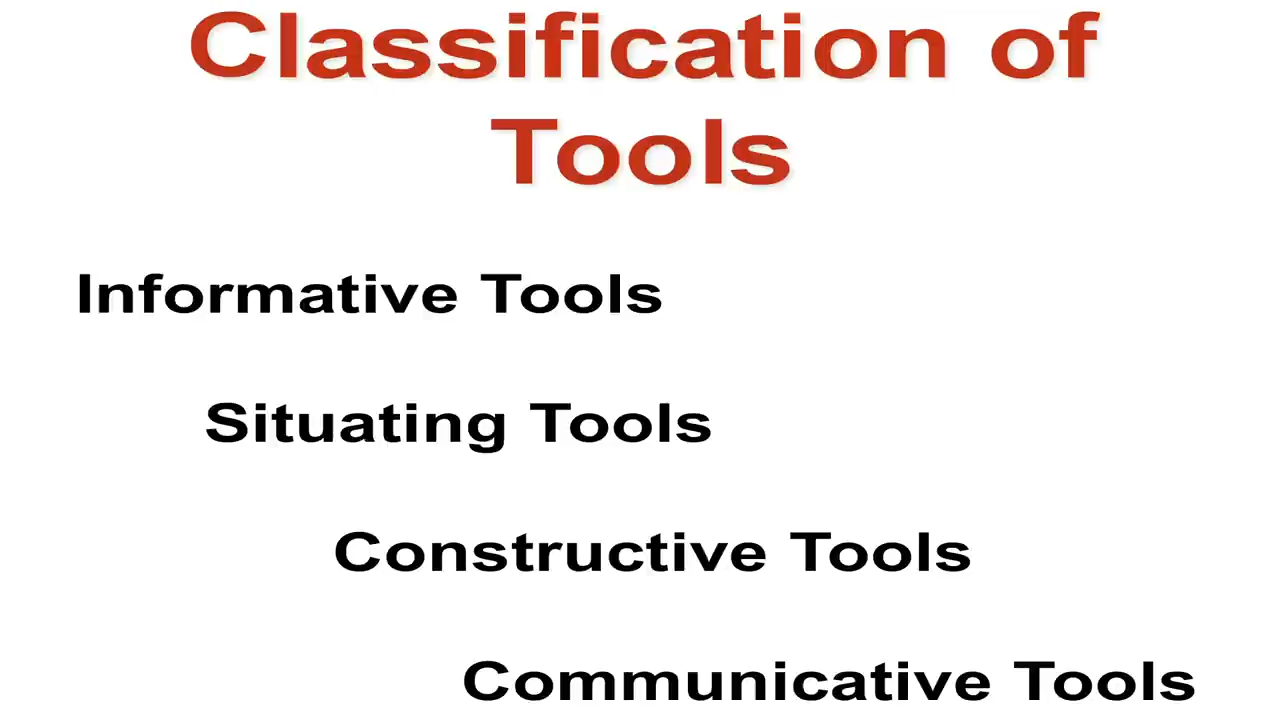 Classification of
Tools
Informative Tools
Situating Tools
Constructive Tools
Communicative Tools